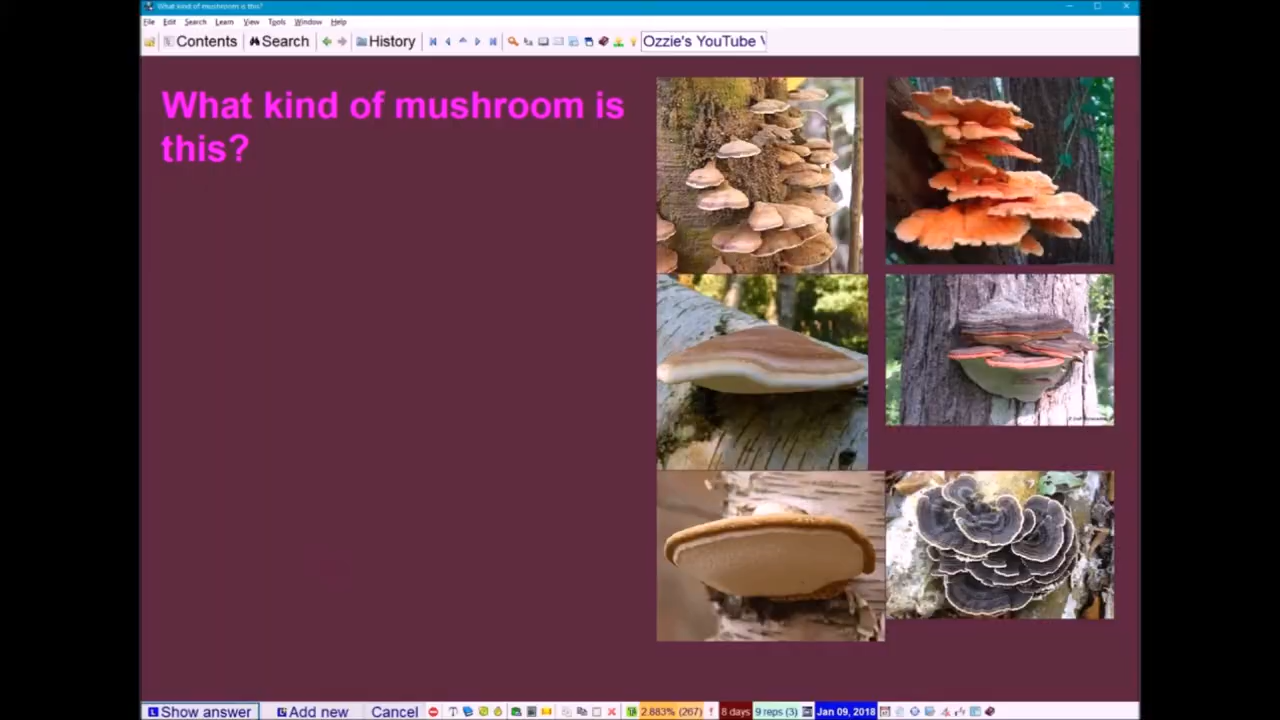 What kind of mushroom is this?
File Edit Search Learn View Tools Window Help
Contents Search History Ozzie's YouTube
What kind of mushroom is
this?
Show answer Add new Cancel 2.883% (267) 8 days 9 reps (3) Jan 09, 2018